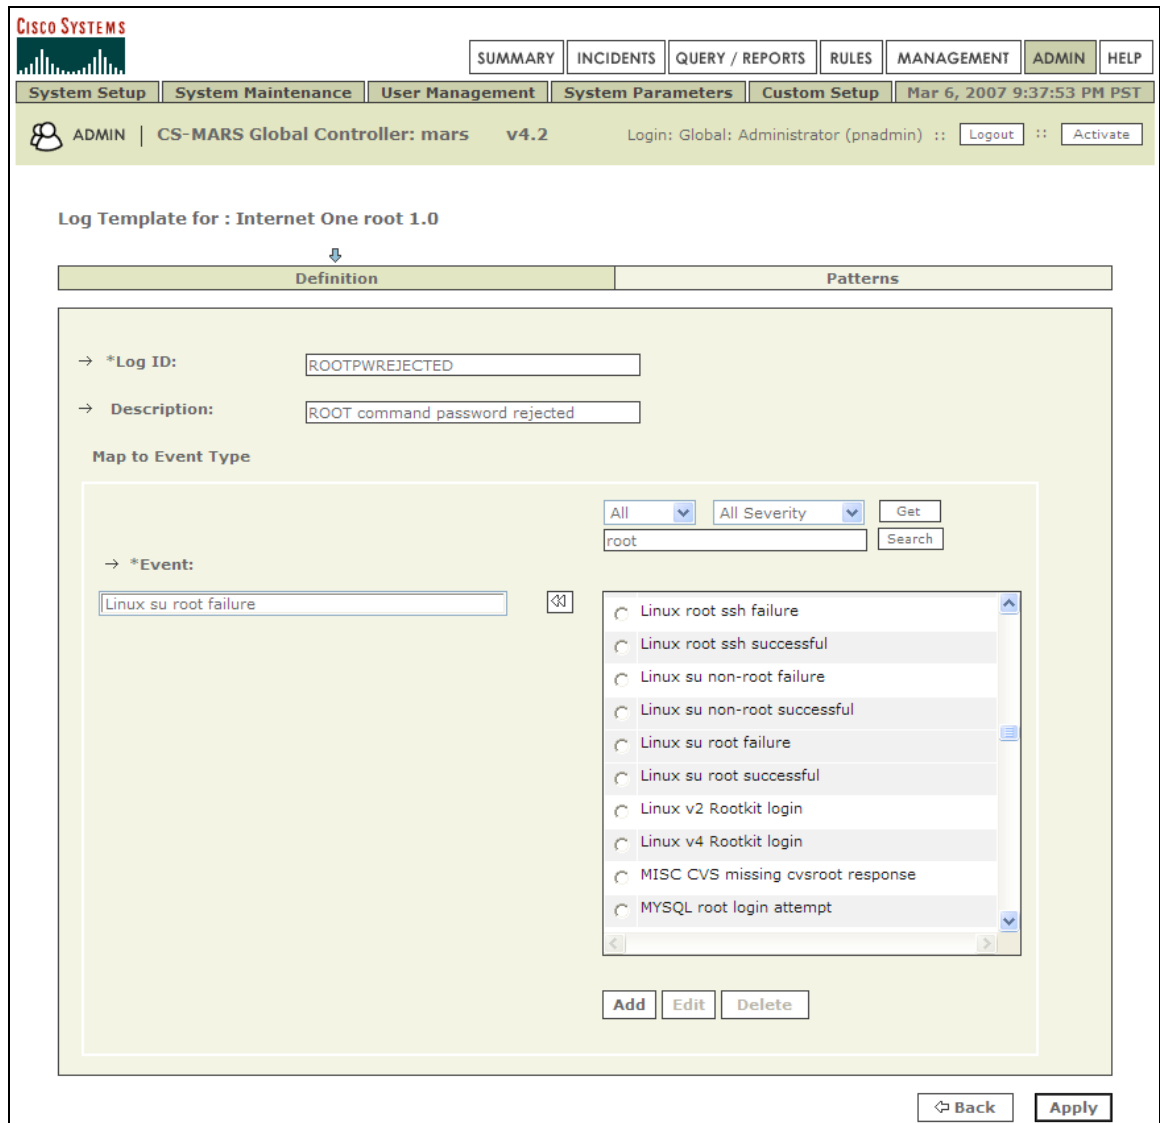 CISCO SYSTEMS
SUMMARY INCIDENTS QUERY / REPORTS RULES MANAGEMENT ADMIN HELP
System Setup System Maintenance User Management System Parameters Custom Setup Mar 6, 2007 9:37:53 PM PST
ADMIN | CS-MARS Global Controller: mars v4.2 Login: Global: Administrator (pnadmin) :: Logout :: Activate
Log Template for : Internet One root 1.0
Definition Patterns
→ *Log ID: ROOTPWREJECTED
→ Description: ROOT command password rejected
Map to Event Type
All All Severity Get
root Search
→ *Event:
Linux su root failure
Linux root ssh failure
Linux root ssh successful
Linux su non-root failure
Linux su non-root successful
Linux su root failure
Linux su root successful
Linux v2 Rootkit login
Linux v4 Rootkit login
MISC CVS missing cvsroot response
MYSQL root login attempt
Add Edit Delete
Back Apply